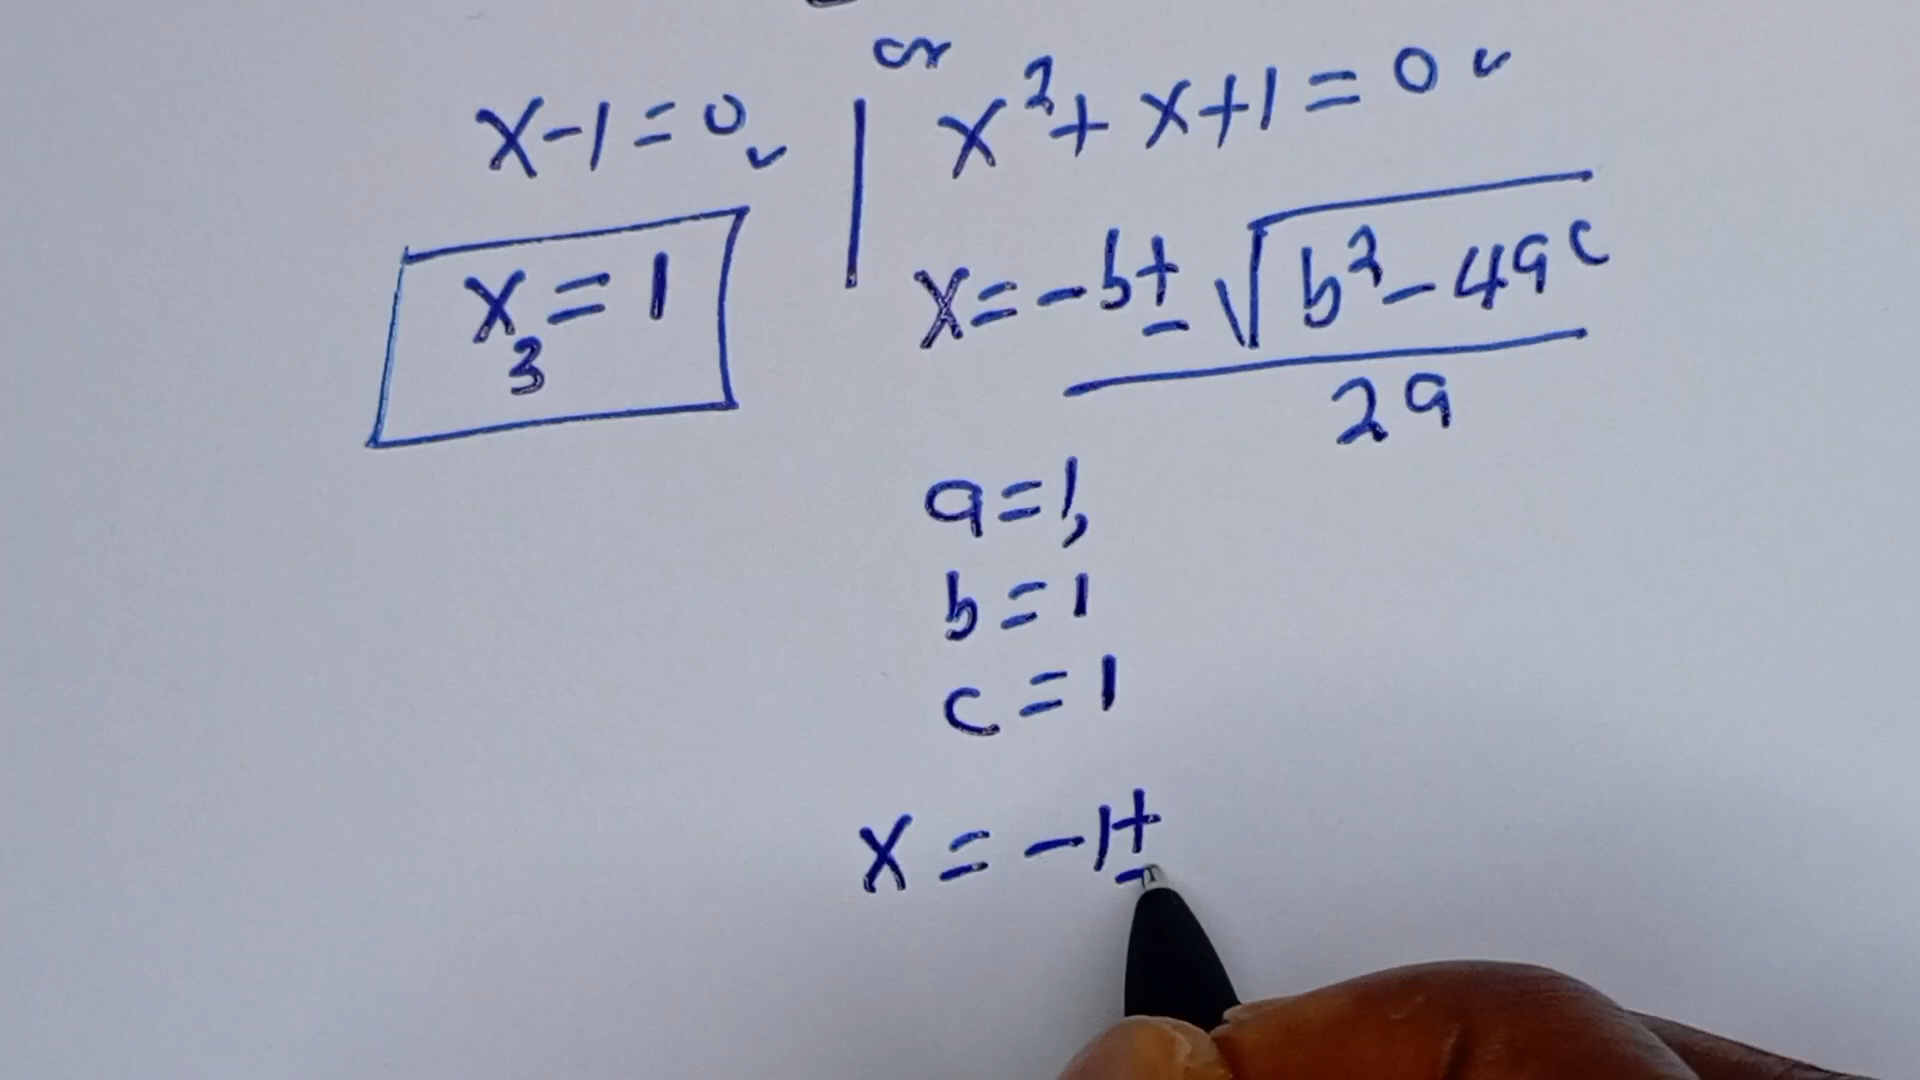 or
x-1=0 | x²+x+1=0
x₃=1
x=-b±√b²-4ac
2a
a=1,
b=1
c=1
x=-1±